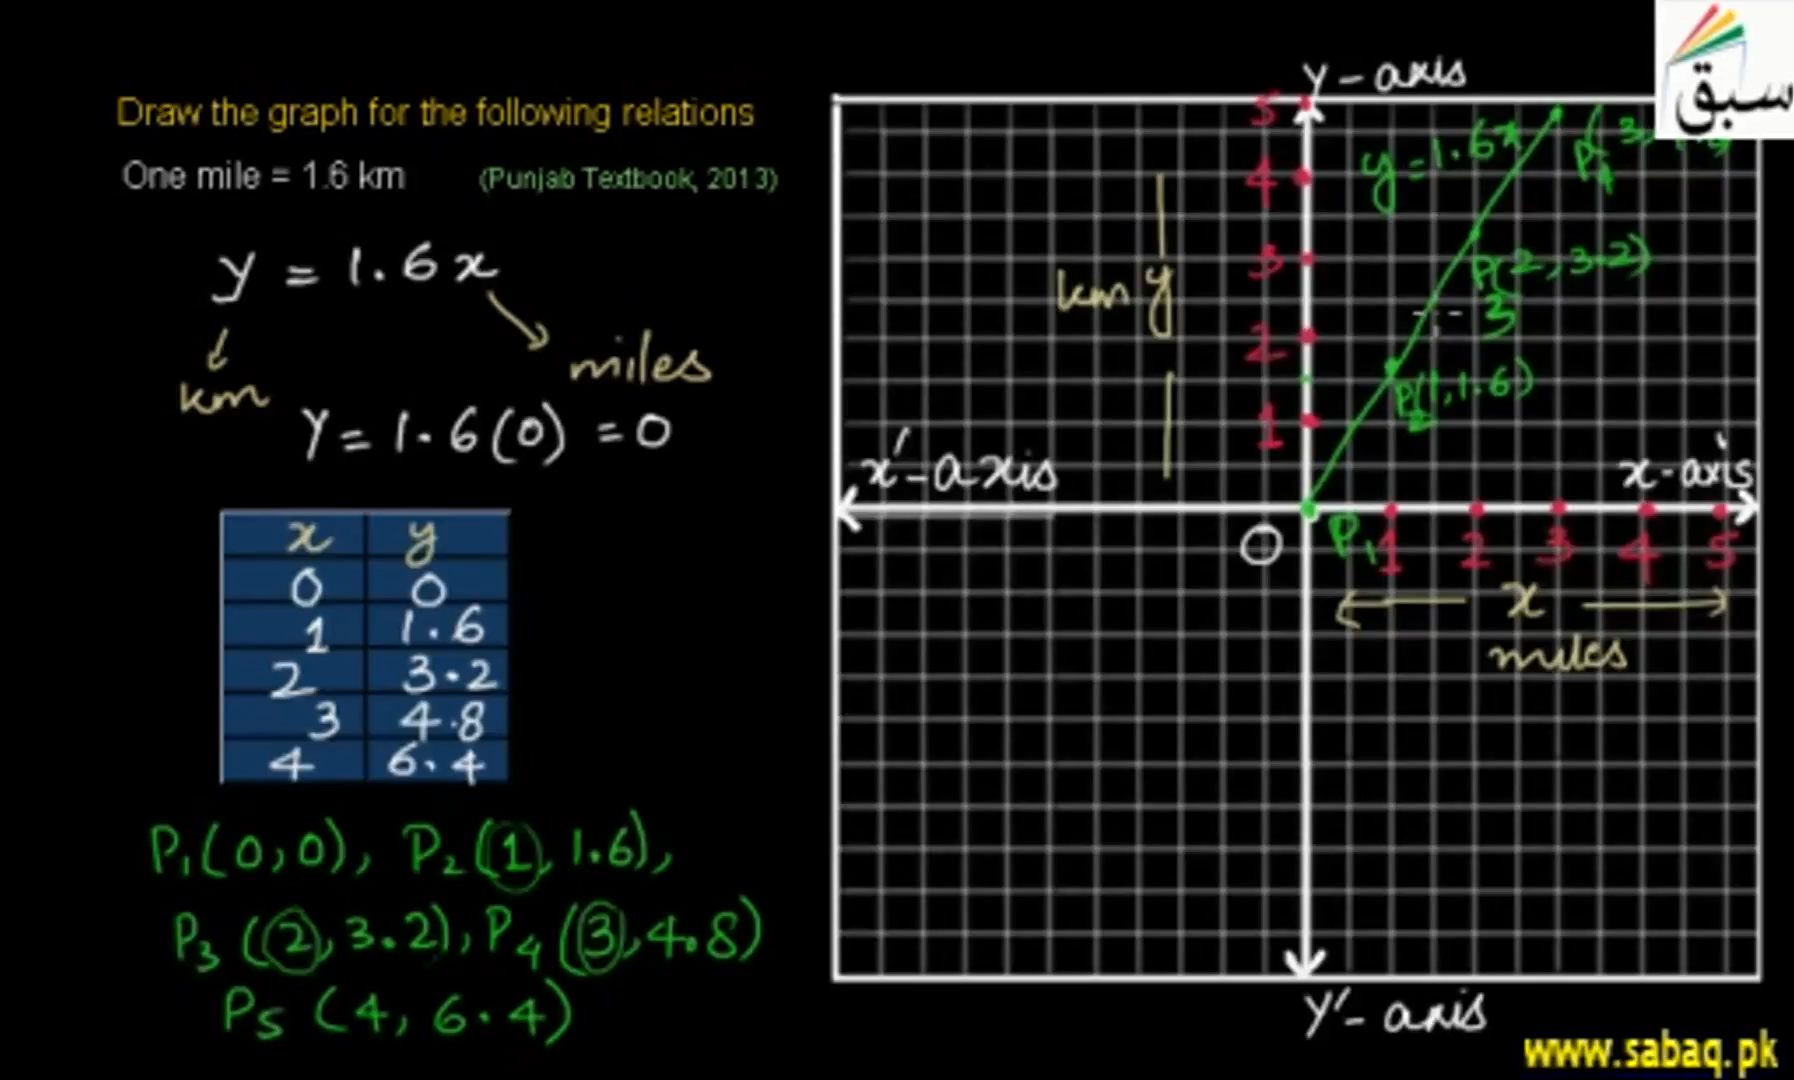 Draw the graph for the following relations
One mile = 1.6 km (Punjab Textbook, 2013)
y = 1.6x
km
miles
Y = 1.6(0) = 0
x y
0 0
1 1.6
2 3.2
3 4.8
4 6.4
P1(0,0), P2(1,1.6),
P3(2,3.2), P4(3,4.8)
P5(4,6.4)
سبق
Y-axis
5
4
3
2
1
y=1.6x
P4
P3(2,3.2)
P2(1,1.6)
km y
x'-axis
x-axis
O P1 1 2 3 4 5
x
miles
Y'-axis
www.sabaq.pk